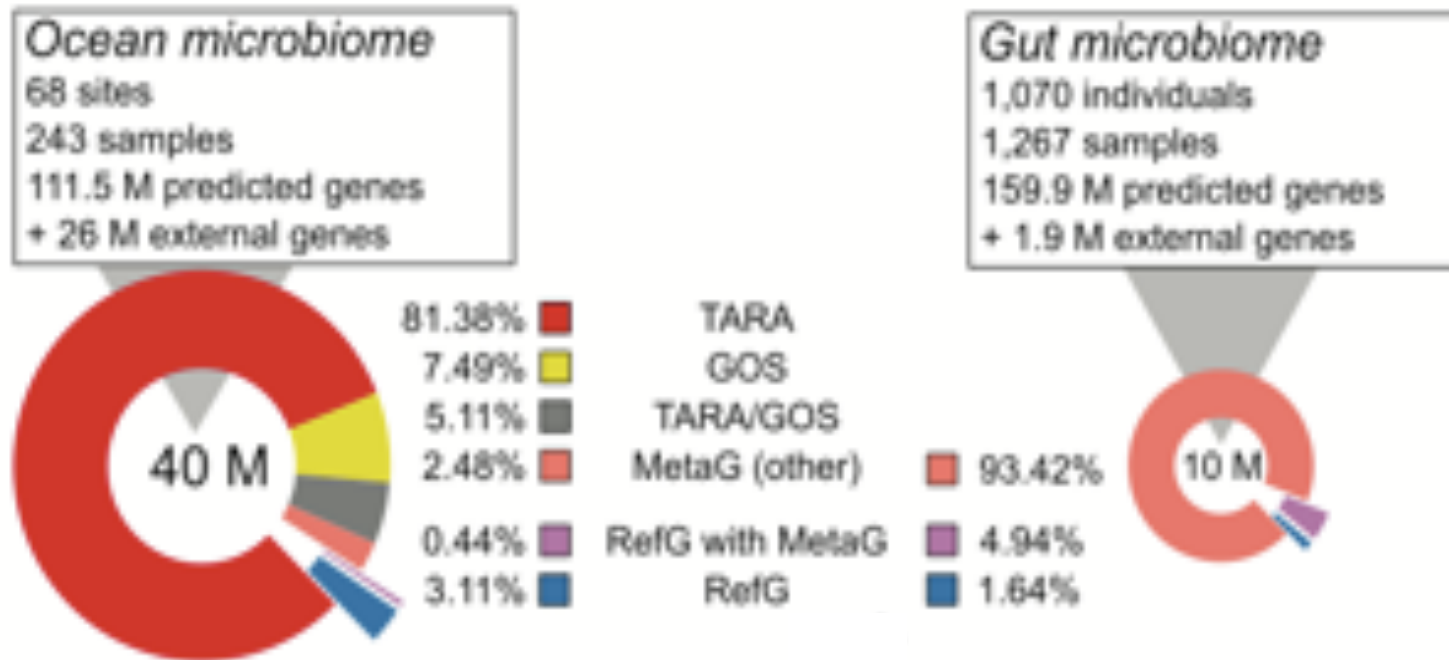 Ocean microbiome
68 sites
243 samples
111.5 M predicted genes
+ 26 M external genes
Gut microbiome
1,070 individuals
1,267 samples
159.9 M predicted genes
+ 1.9 M external genes
81.38% TARA
7.49% GOS
5.11% TARA/GOS
2.48% MetaG (other) 93.42%
0.44% RefG with MetaG 4.94%
3.11% RefG 1.64%
40 M
10 M